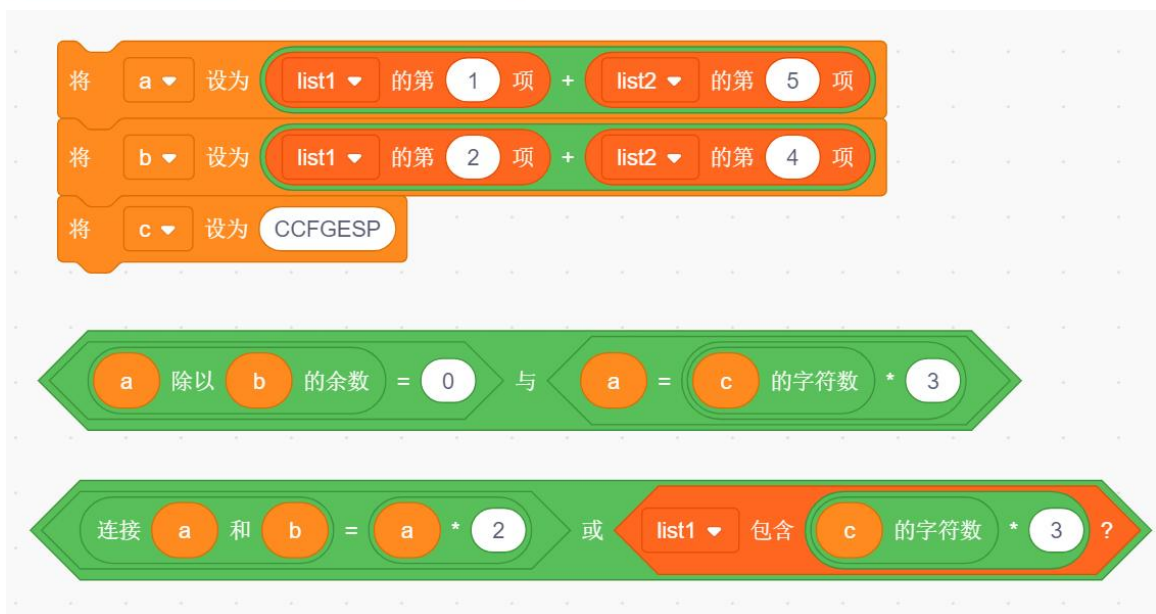 将 a 设为 list1 的第 1 项 + list2 的第 5 项
将 b 设为 list1 的第 2 项 + list2 的第 4 项
将 c 设为 CCFGESP
a 除以 b 的余数 = 0 与 a = c 的字符数 * 3
连接 a 和 b = a * 2 或 list1 包含 c 的字符数 * 3 ?